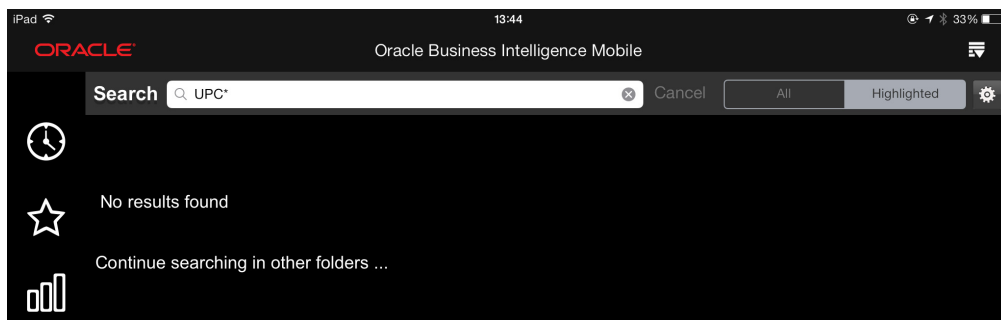 iPad 13:44 33%
ORACLE Oracle Business Intelligence Mobile
Search UPC* Cancel All Highlighted
No results found
Continue searching in other folders ...